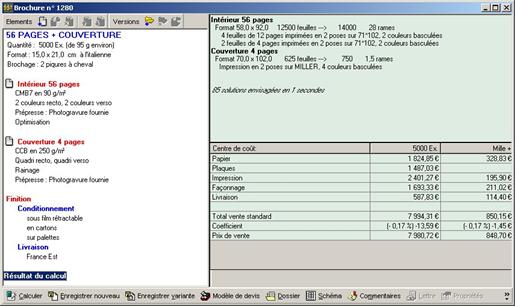 Brochure n° 1280
Elements
Versions
56 PAGES + COUVERTURE
Quantité : 5000 Ex. (de 95 g environ)
Format : 15,0 x 21,0 cm à l'italienne
Brochage : 2 piques à cheval
Intérieur 56 pages
CMB7 en 90 g/m²
2 couleurs recto, 2 couleurs verso
Prépresse : Photogravure fournie
Optimisation
Couverture 4 pages
CCB en 250 g/m²
Quadri recto, quadri verso
Rainage
Prépresse : Photogravure fournie
Finition
Conditionnement
sous film rétractable
en cartons
sur palettes
Livraison
France Est
Résultat du calcul
Intérieur 56 pages
Format 58,0 x 92,0 12500 feuilles --> 14000 28 rames
4 feuilles de 12 pages imprimées en 2 poses sur 71*102, 2 couleurs basculées
2 feuilles de 4 pages imprimées en 2 poses sur 71*102, 2 couleurs basculées
Couverture 4 pages
Format 70,0 x 102,0 625 feuilles --> 750 1,5 rames
Impression en 2 poses sur MILLER, 4 couleurs basculées
85 solutions envisagées en 1 secondes
Centre de coût: 5000 Ex. Mille +
Papier 1 824,85 € 328,83 €
Plaques 1 487,03 €
Impression 2 401,27 € 195,90 €
Façonnage 1 693,33 € 211,02 €
Livraison 587,83 € 114,40 €
Total vente standard 7 994,31 € 850,15 €
Coefficient (- 0,17 %) -13,59 € (- 0,17 %) -1,45 €
Prix de vente 7 980,72 € 848,70 €
Calculer
Enregistrer nouveau
Enregistrer variante
Modèle de devis
Dossier
Schéma
Commentaires
Lettre
Propriétés